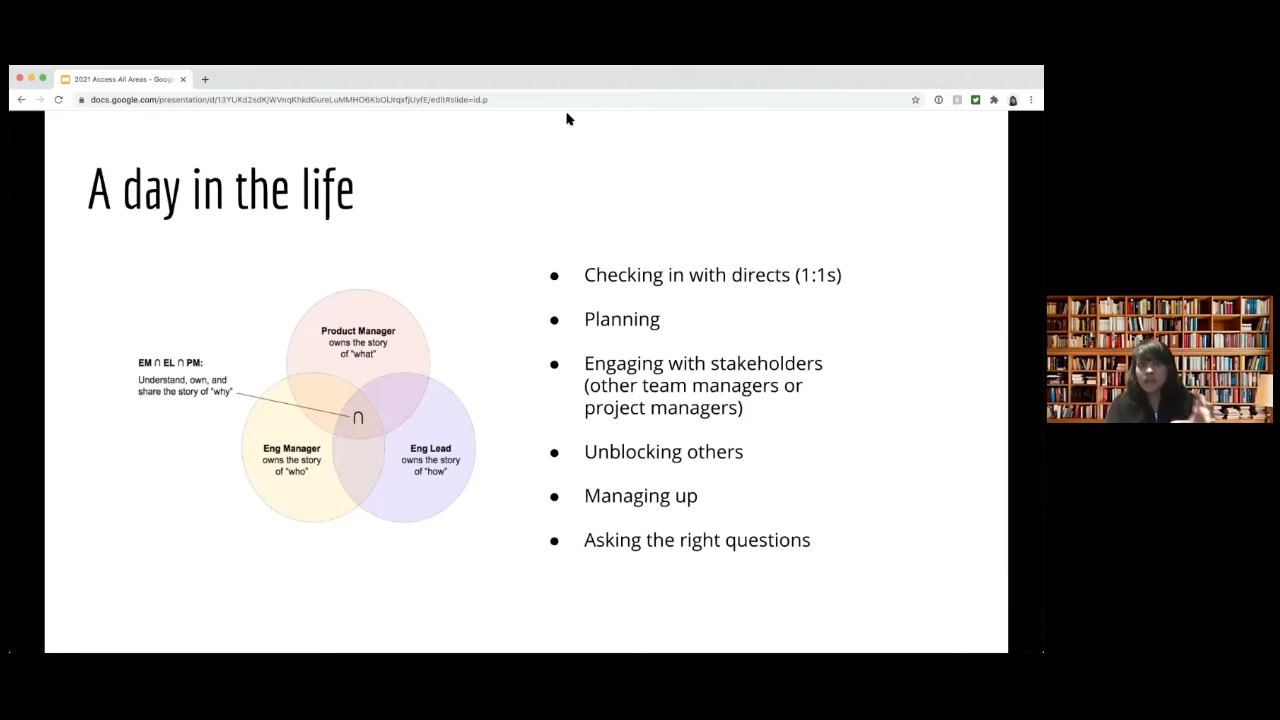 2021 Access All Areas - Goog
docs.google.com/presentation/d/13YUKd2sdKjWVnqKhkdGureLuMMHO6KbOiJrqxfjUyfE/edit#slide=id.p
A day in the life
Product Manager
owns the story
of "what"
EM ∩ EL ∩ PM:
Understand, own, and
share the story of "why"
∩
Eng Manager
owns the story
of "who"
Eng Lead
owns the story
of "how"
● Checking in with directs (1:1s)
● Planning
● Engaging with stakeholders
(other team managers or
project managers)
● Unblocking others
● Managing up
● Asking the right questions